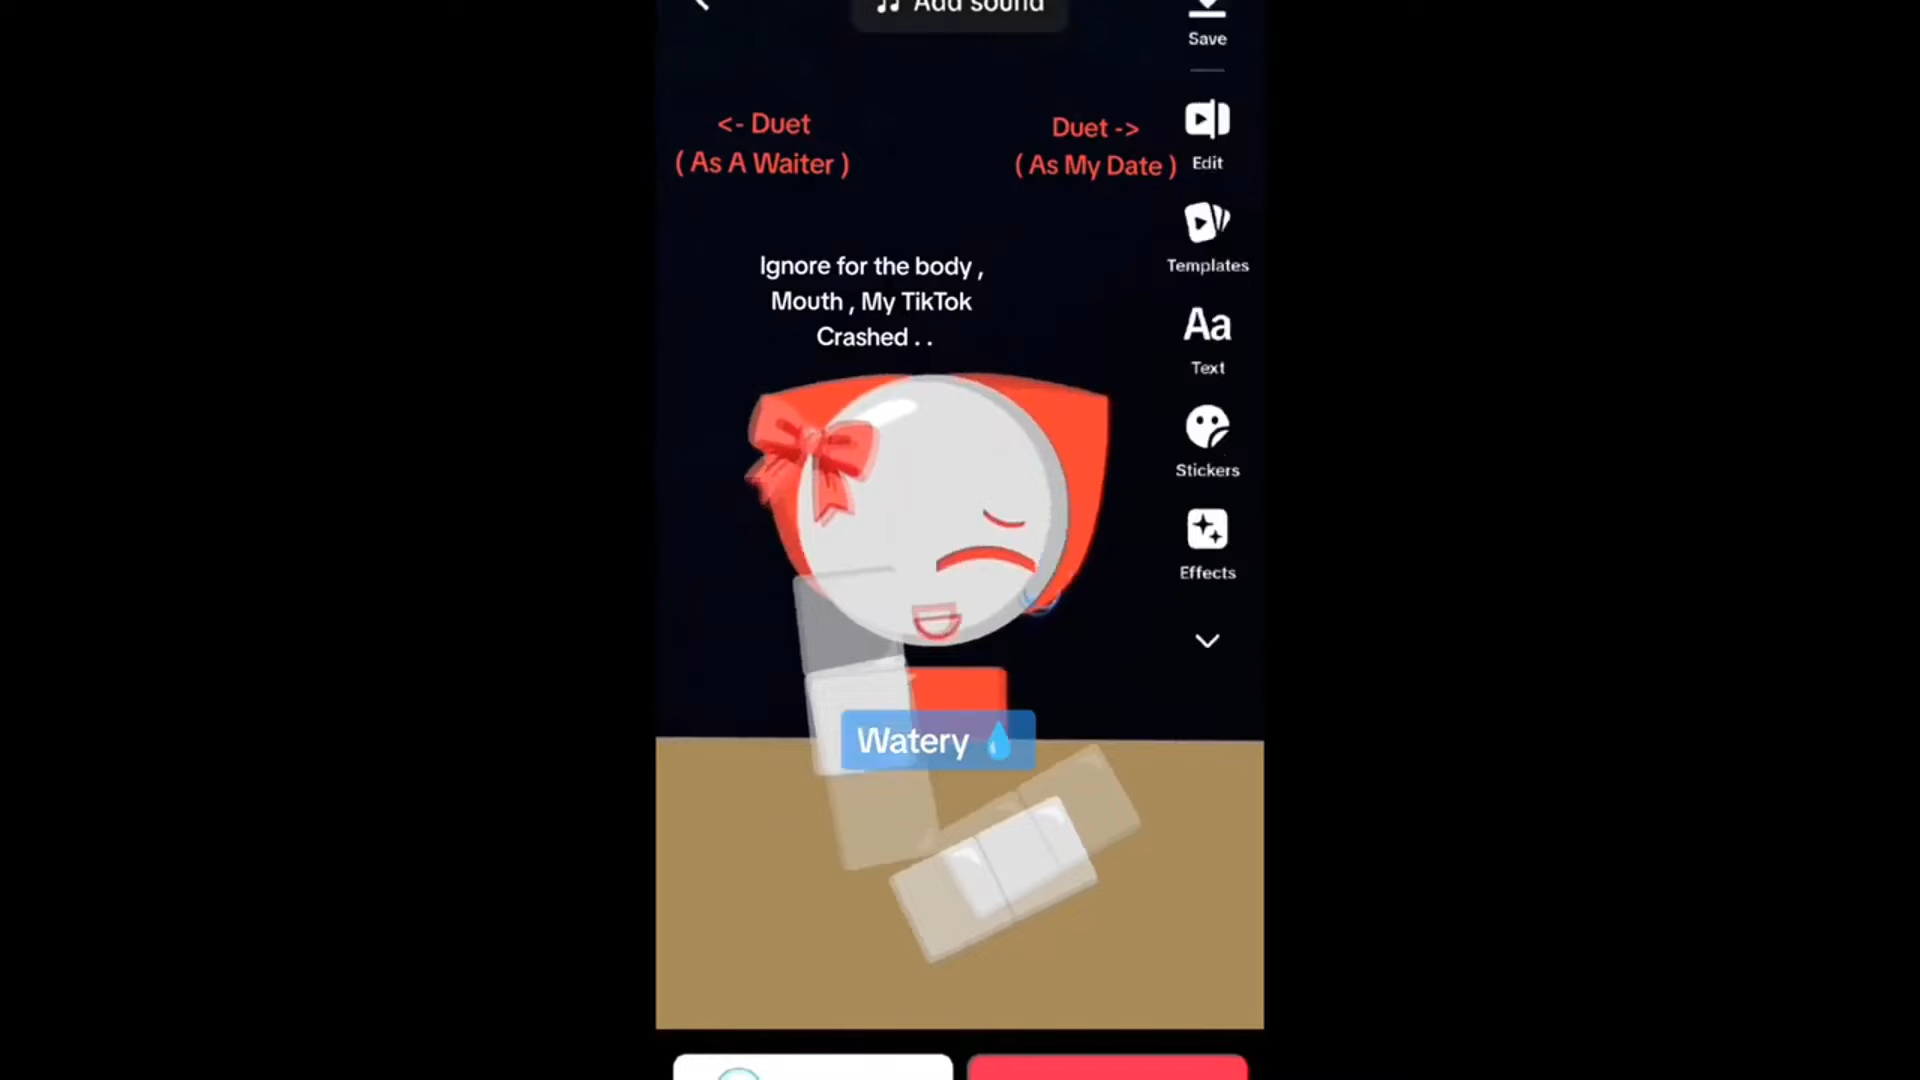 Add sound
Save
<- Duet
( As A Waiter )
Duet ->
( As My Date )
Edit
Templates
Ignore for the body ,
Mouth , My TikTok
Crashed . .
Aa
Text
Stickers
Effects
Watery 💧